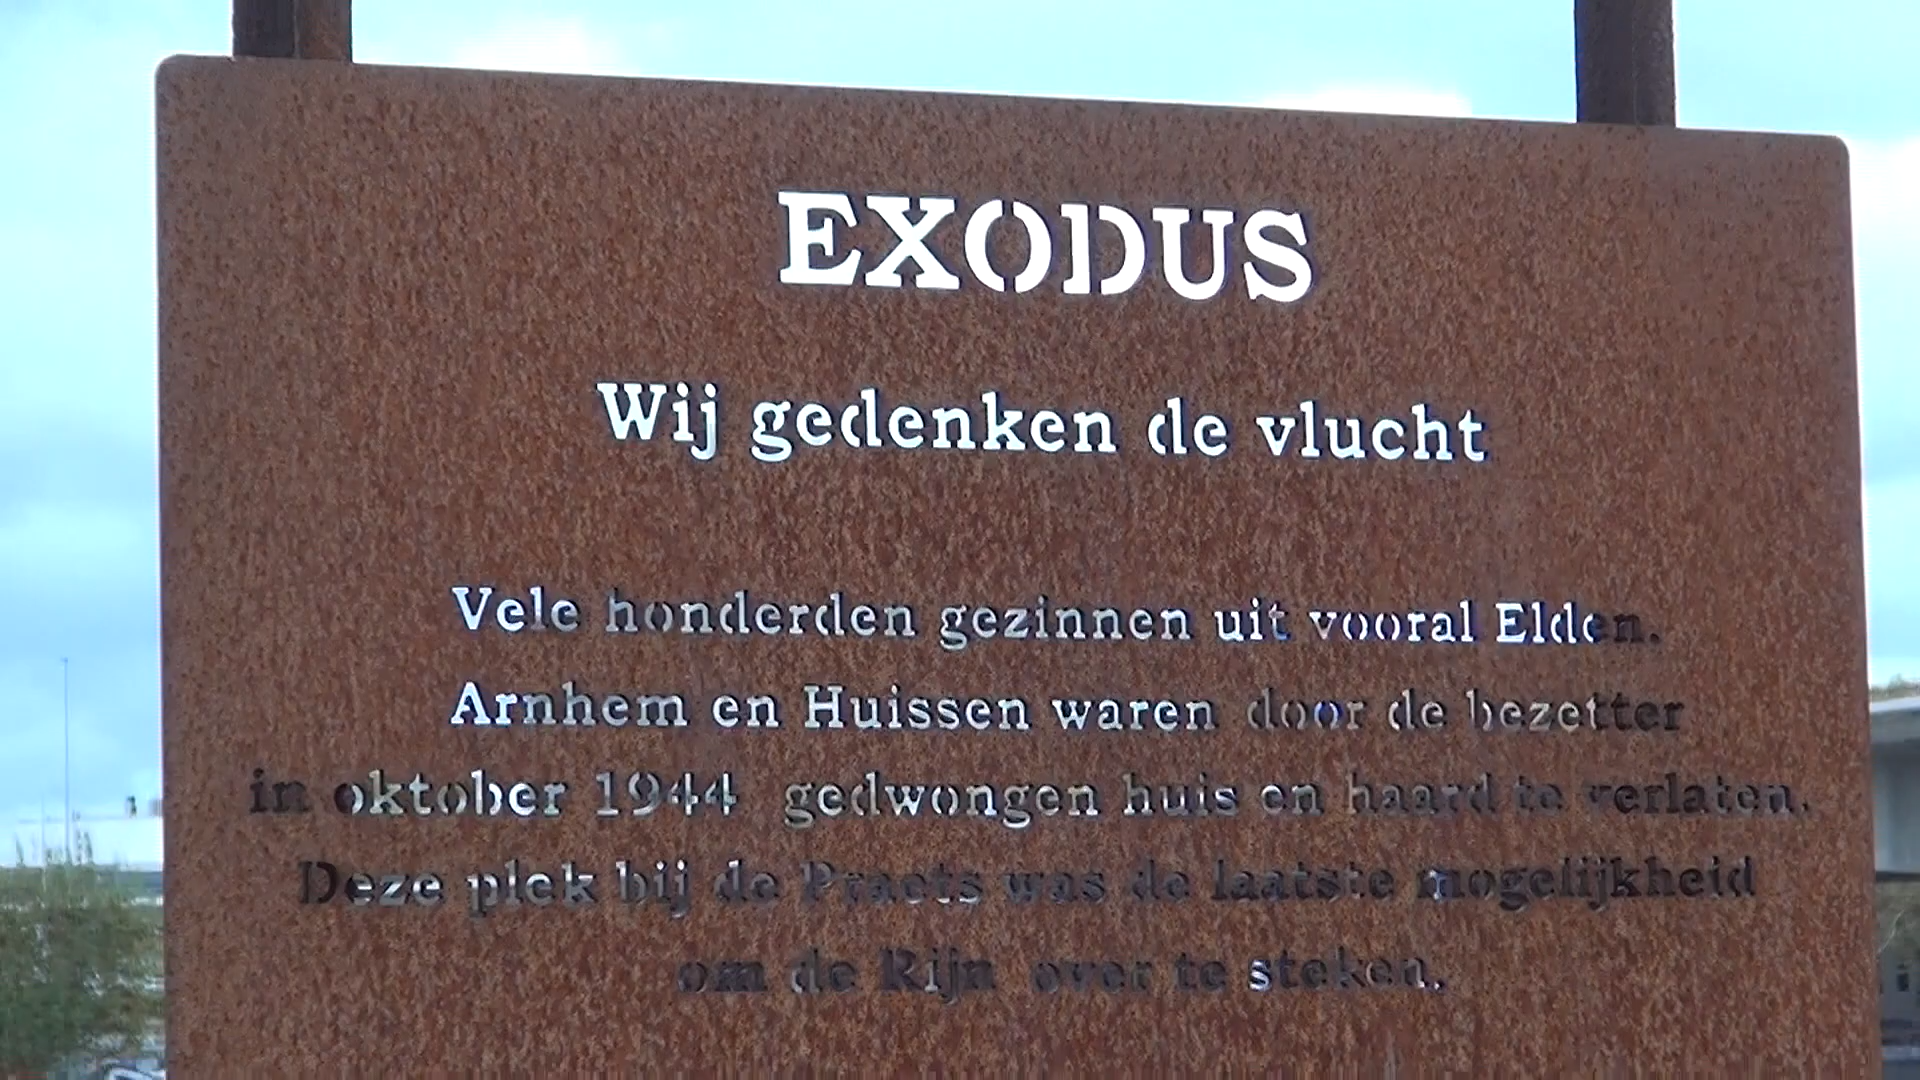 EXODUS
Wij gedenken de vlucht
Vele honderden gezinnen uit vooral Elden.
Arnhem en Huissen waren door de bezetter
in oktober 1944 gedwongen huis en haard te verlaten.
Deze plek bij de Praets was de laatste mogelijkheid
om de Rijn over te steken.